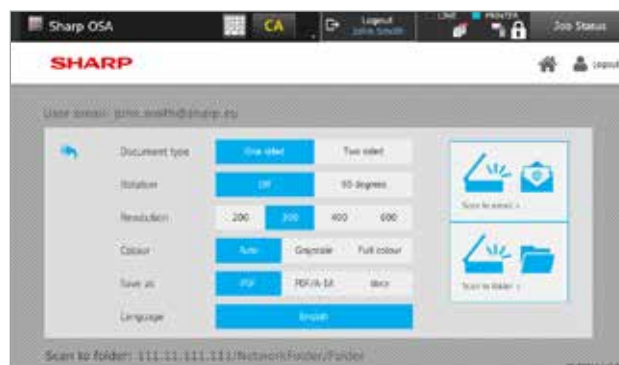 Sharp OSA CA Logout John Smith LINE PRINTER Job Status
SHARP Logout
User email: john.smith@sharp.eu
Document type One sided Two sided
Rotation Off 90 degrees
Resolution 200 300 400 600
Colour Auto Grayscale Full colour
Scan to email >
Save as PDF PDF/A-1A docx
Scan to folder >
Language English
Scan to folder: 111.11.111.111/NetworkFolder/Folder